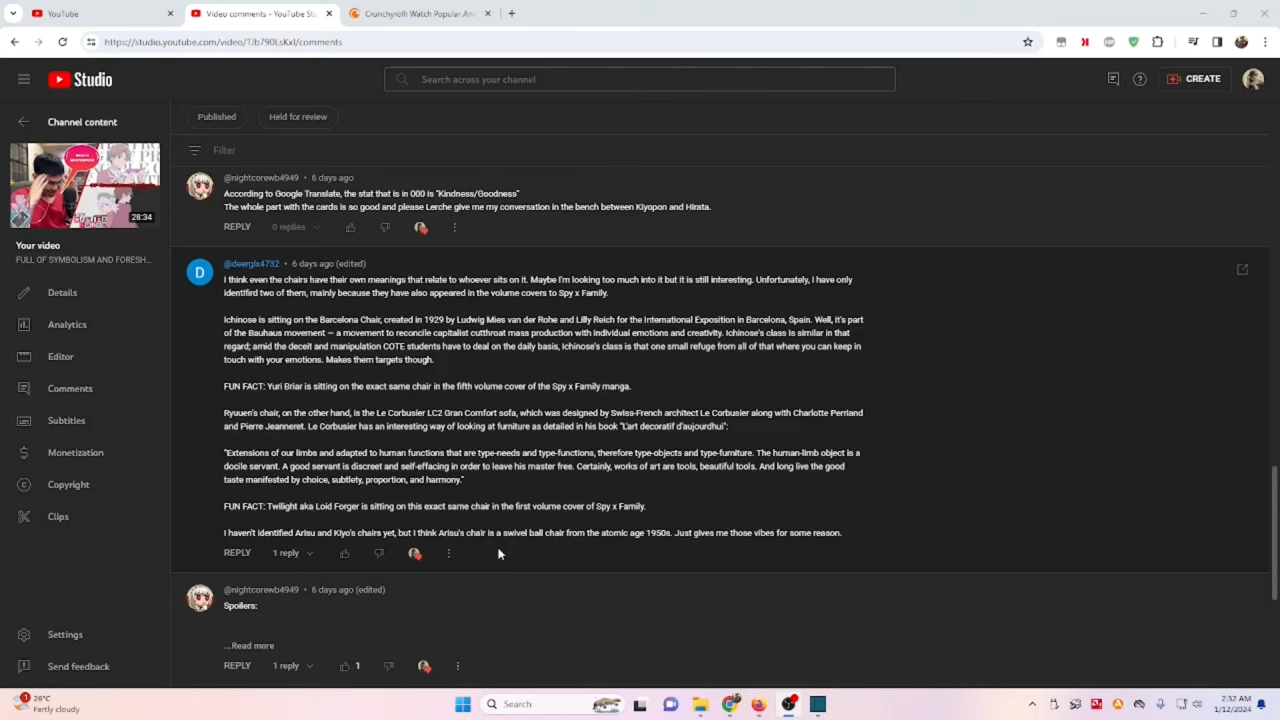 YouTube
Video comments - YouTube Stu
Crunchyroll: Watch Popular Ani
https://studio.youtube.com/video/TJb790LsKxI/comments
Studio
Search across your channel
CREATE
Channel content
Published
Held for review
Filter
28:34
Your video
FULL OF SYMBOLISM AND FORESH...
Details
Analytics
Editor
Comments
Subtitles
Monetization
Copyright
Clips
Settings
Send feedback
@nightcorewb4949 • 6 days ago
According to Google Translate, the stat that is in 000 is "Kindness/Goodness"
The whole part with the cards is so good and please Lerche give me my conversation in the bench between Kiyopon and Hirata.
REPLY 0 replies
D
@deerglx4732 • 6 days ago (edited)
I think even the chairs have their own meanings that relate to whoever sits on it. Maybe I'm looking too much into it but it is still interesting. Unfortunately, I have only
identifird two of them, mainly because they have also appeared in the volume covers to Spy x Family.
Ichinose is sitting on the Barcelona Chair, created in 1929 by Ludwig Mies van der Rohe and Lilly Reich for the International Exposition in Barcelona, Spain. Well, it's part
of the Bauhaus movement — a movement to reconcile capitalist cutthroat mass production with individual emotions and creativity. Ichinose's class is similar in that
regard; amid the deceit and manipulation COTE students have to deal on the daily basis, Ichinose's class is that one small refuge from all of that where you can keep in
touch with your emotions. Makes them targets though.
FUN FACT: Yuri Briar is sitting on the exact same chair in the fifth volume cover of the Spy x Family manga.
Ryuuen's chair, on the other hand, is the Le Corbusier LC2 Gran Comfort sofa, which was designed by Swiss-French architect Le Corbusier along with Charlotte Perriand
and Pierre Jeanneret. Le Corbusier has an interesting way of looking at furniture as detailed in his book "L'art decoratif d'aujourdhui":
"Extensions of our limbs and adapted to human functions that are type-needs and type-functions, therefore type-objects and type-furniture. The human-limb object is a
docile servant. A good servant is discreet and self-effacing in order to leave his master free. Certainly, works of art are tools, beautiful tools. And long live the good
taste manifested by choice, subtlety, proportion, and harmony."
FUN FACT: Twilight aka Loid Forger is sitting on this exact same chair in the first volume cover of Spy x Family.
I haven't identified Arisu and Kiyo's chairs yet, but I think Arisu's chair is a swivel ball chair from the atomic age 1950s. Just gives me those vibes for some reason.
REPLY 1 reply
@nightcorewb4949 • 6 days ago (edited)
Spoilers:
...Read more
REPLY 1 reply 1
1
26°C
Partly cloudy
Search
2:32 AM
1/12/2024